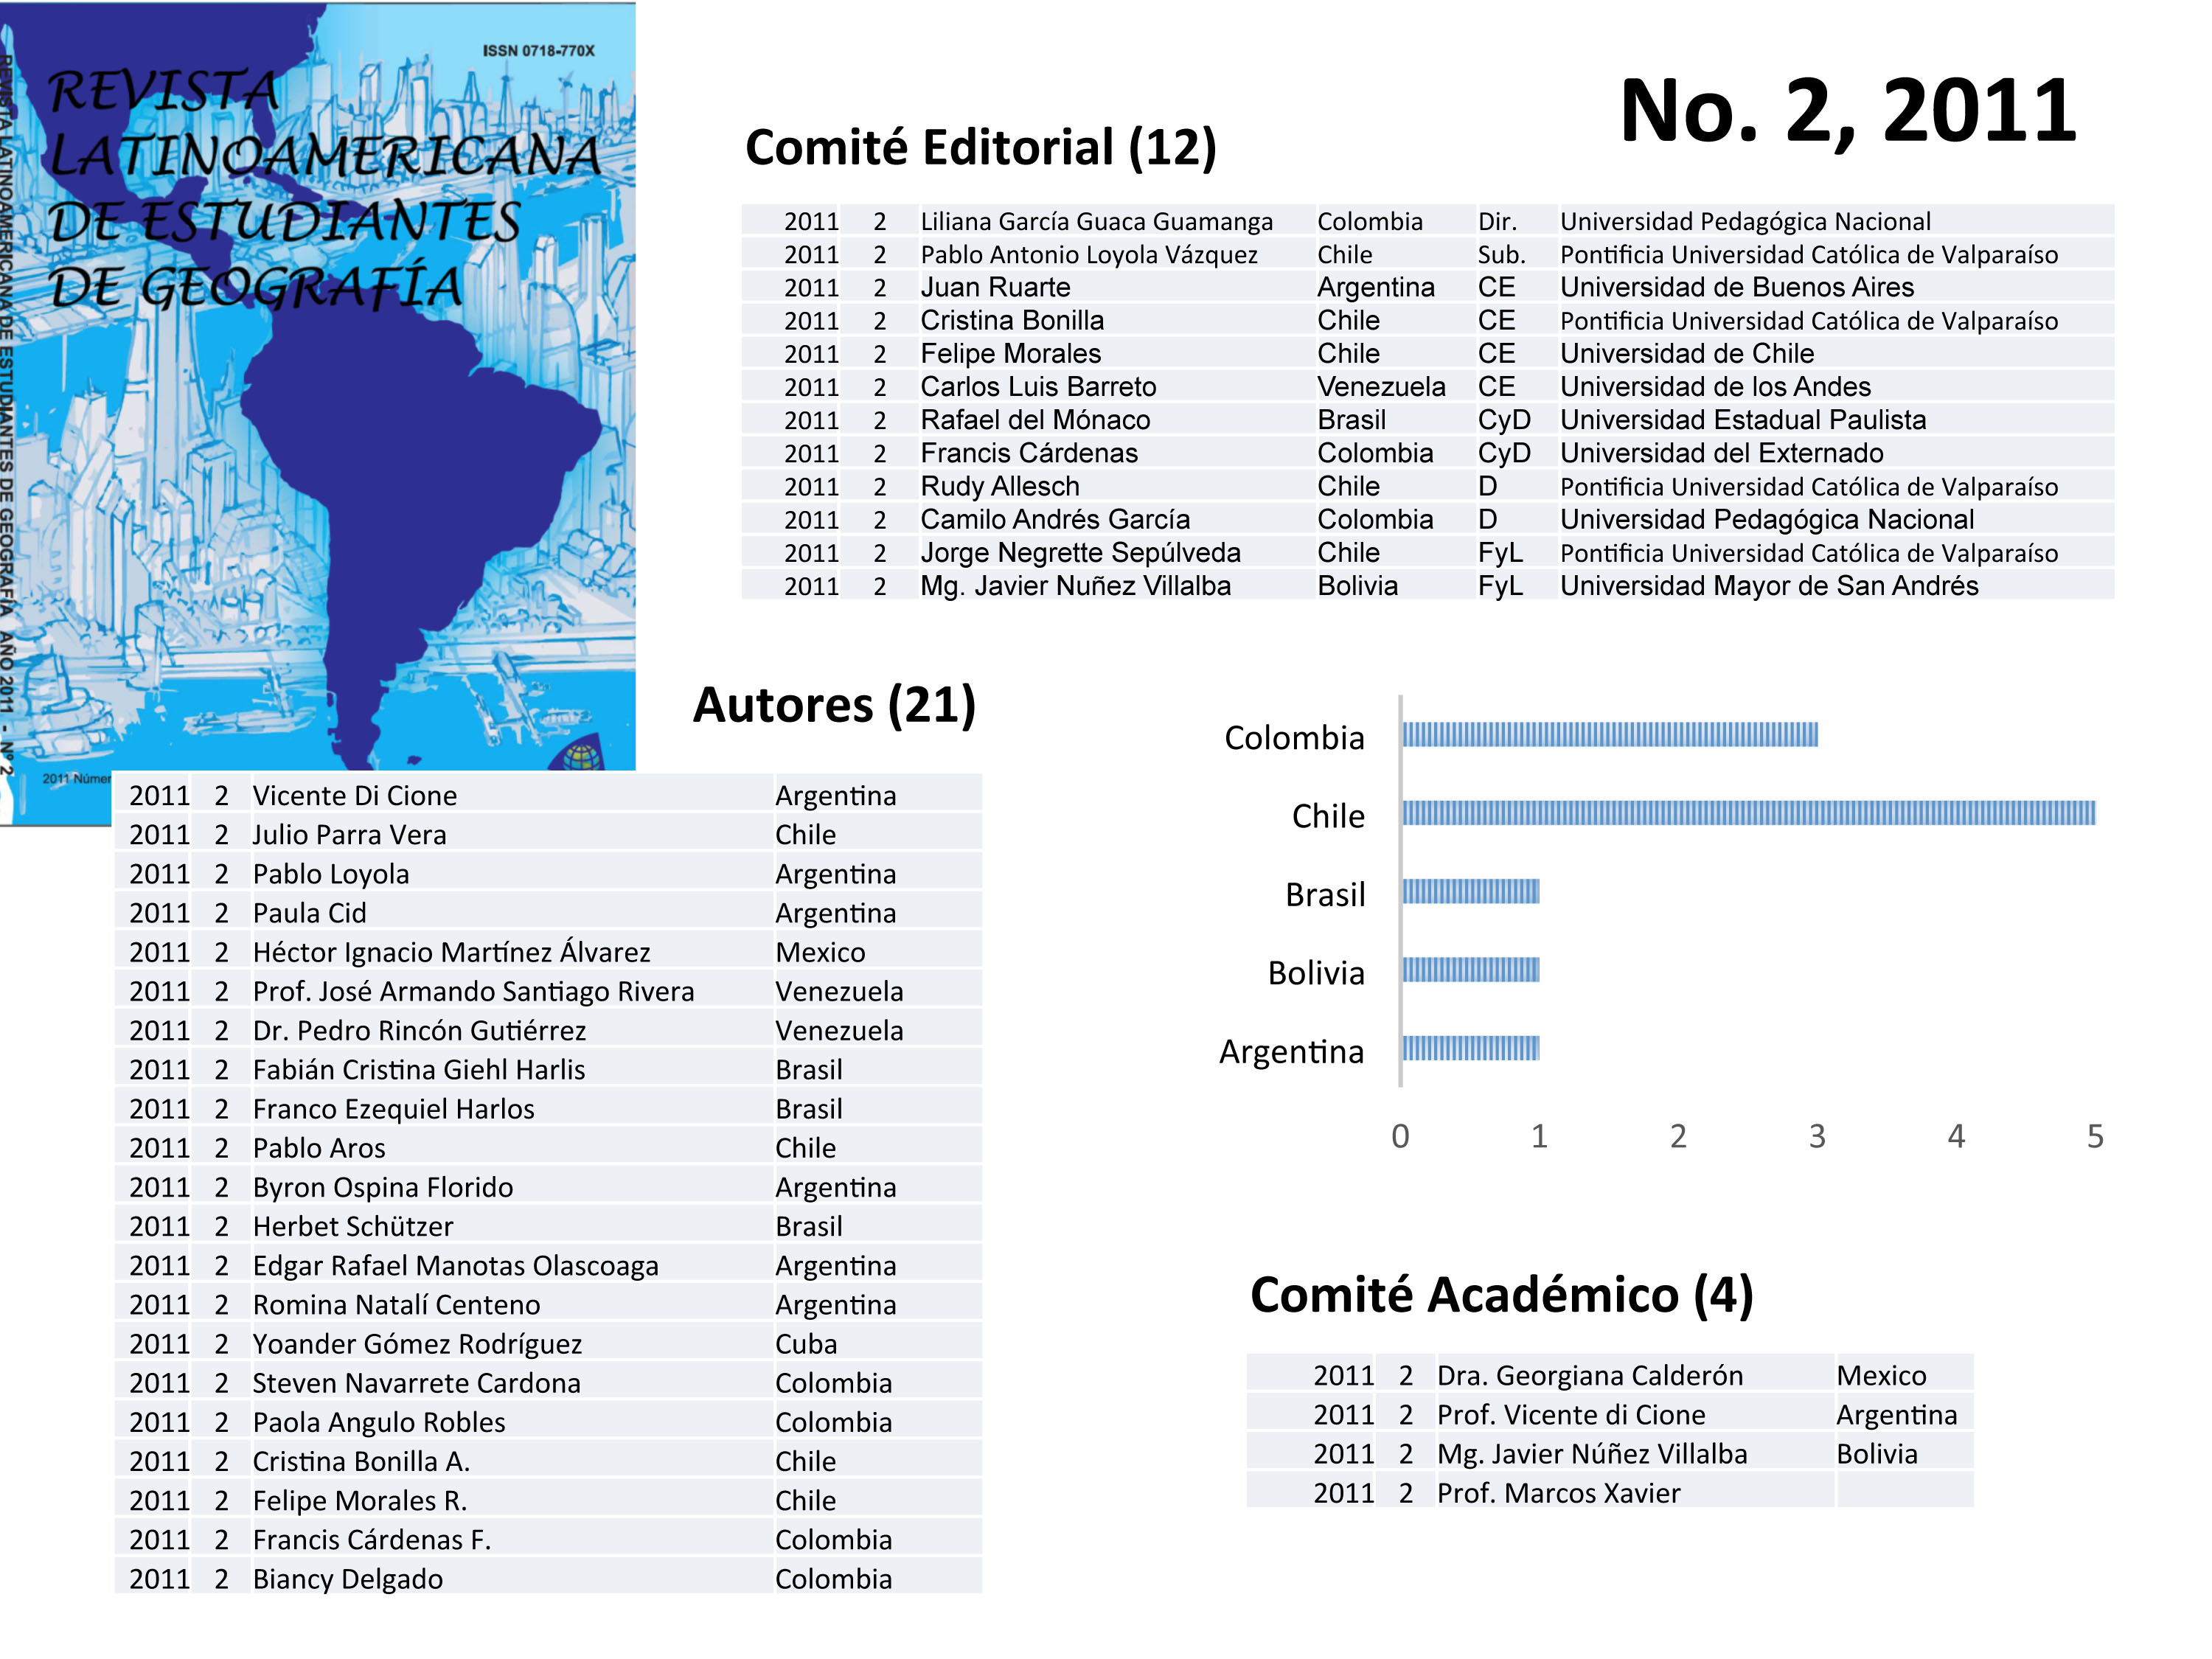 ISSN 0718-770X
REVISTA
LATINOAMERICANA
DE ESTUDIANTES
DE GEOGRAFÍA
REVISTA LATINOAMERICANA DE ESTUDIANTES DE GEOGRAFÍA AÑO 2011 - Nº 2
2011 Númer
No. 2, 2011
Comité Editorial (12)
2011 2 Liliana García Guaca Guamanga Colombia Dir. Universidad Pedagógica Nacional
2011 2 Pablo Antonio Loyola Vázquez Chile Sub. Pontificia Universidad Católica de Valparaíso
2011 2 Juan Ruarte Argentina CE Universidad de Buenos Aires
2011 2 Cristina Bonilla Chile CE Pontificia Universidad Católica de Valparaíso
2011 2 Felipe Morales Chile CE Universidad de Chile
2011 2 Carlos Luis Barreto Venezuela CE Universidad de los Andes
2011 2 Rafael del Mónaco Brasil CyD Universidad Estadual Paulista
2011 2 Francis Cárdenas Colombia CyD Universidad del Externado
2011 2 Rudy Allesch Chile D Pontificia Universidad Católica de Valparaíso
2011 2 Camilo Andrés García Colombia D Universidad Pedagógica Nacional
2011 2 Jorge Negrette Sepúlveda Chile FyL Pontificia Universidad Católica de Valparaíso
2011 2 Mg. Javier Nuñez Villalba Bolivia FyL Universidad Mayor de San Andrés
Autores (21)
2011 2 Vicente Di Cione Argentina
2011 2 Julio Parra Vera Chile
2011 2 Pablo Loyola Argentina
2011 2 Paula Cid Argentina
2011 2 Héctor Ignacio Martínez Álvarez Mexico
2011 2 Prof. José Armando Santiago Rivera Venezuela
2011 2 Dr. Pedro Rincón Gutiérrez Venezuela
2011 2 Fabián Cristina Giehl Harlis Brasil
2011 2 Franco Ezequiel Harlos Brasil
2011 2 Pablo Aros Chile
2011 2 Byron Ospina Florido Argentina
2011 2 Herbet Schützer Brasil
2011 2 Edgar Rafael Manotas Olascoaga Argentina
2011 2 Romina Natalí Centeno Argentina
2011 2 Yoander Gómez Rodríguez Cuba
2011 2 Steven Navarrete Cardona Colombia
2011 2 Paola Angulo Robles Colombia
2011 2 Cristina Bonilla A. Chile
2011 2 Felipe Morales R. Chile
2011 2 Francis Cárdenas F. Colombia
2011 2 Biancy Delgado Colombia
Colombia
Chile
Brasil
Bolivia
Argentina
0 1 2 3 4 5
Comité Académico (4)
2011 2 Dra. Georgiana Calderón Mexico
2011 2 Prof. Vicente di Cione Argentina
2011 2 Mg. Javier Núñez Villalba Bolivia
2011 2 Prof. Marcos Xavier